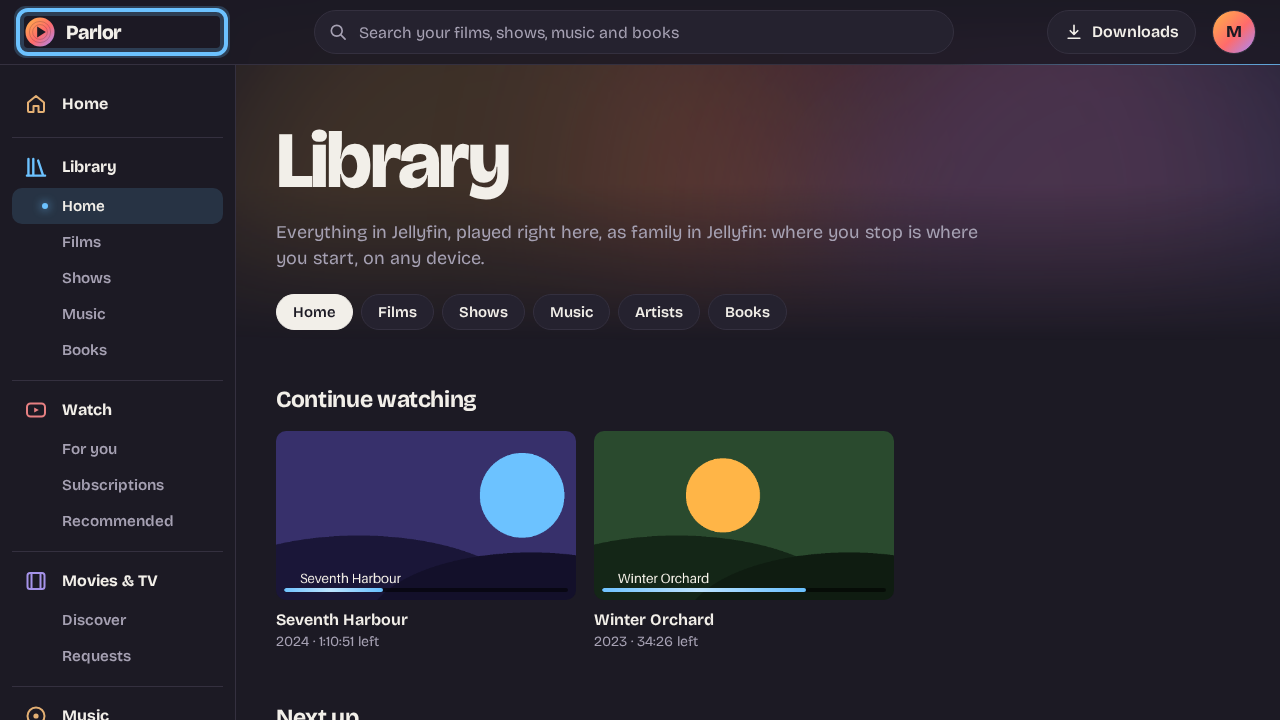 Parlor
Search your films, shows, music and books
Downloads
M
Home
Library
Home
Films
Shows
Music
Books
Watch
For you
Subscriptions
Recommended
Movies & TV
Discover
Requests
Music
Library
Everything in Jellyfin, played right here, as family in Jellyfin: where you stop is where
you start, on any device.
Home
Films
Shows
Music
Artists
Books
Continue watching
Seventh Harbour
Winter Orchard
Seventh Harbour
2024 · 1:10:51 left
Winter Orchard
2023 · 34:26 left
Next up